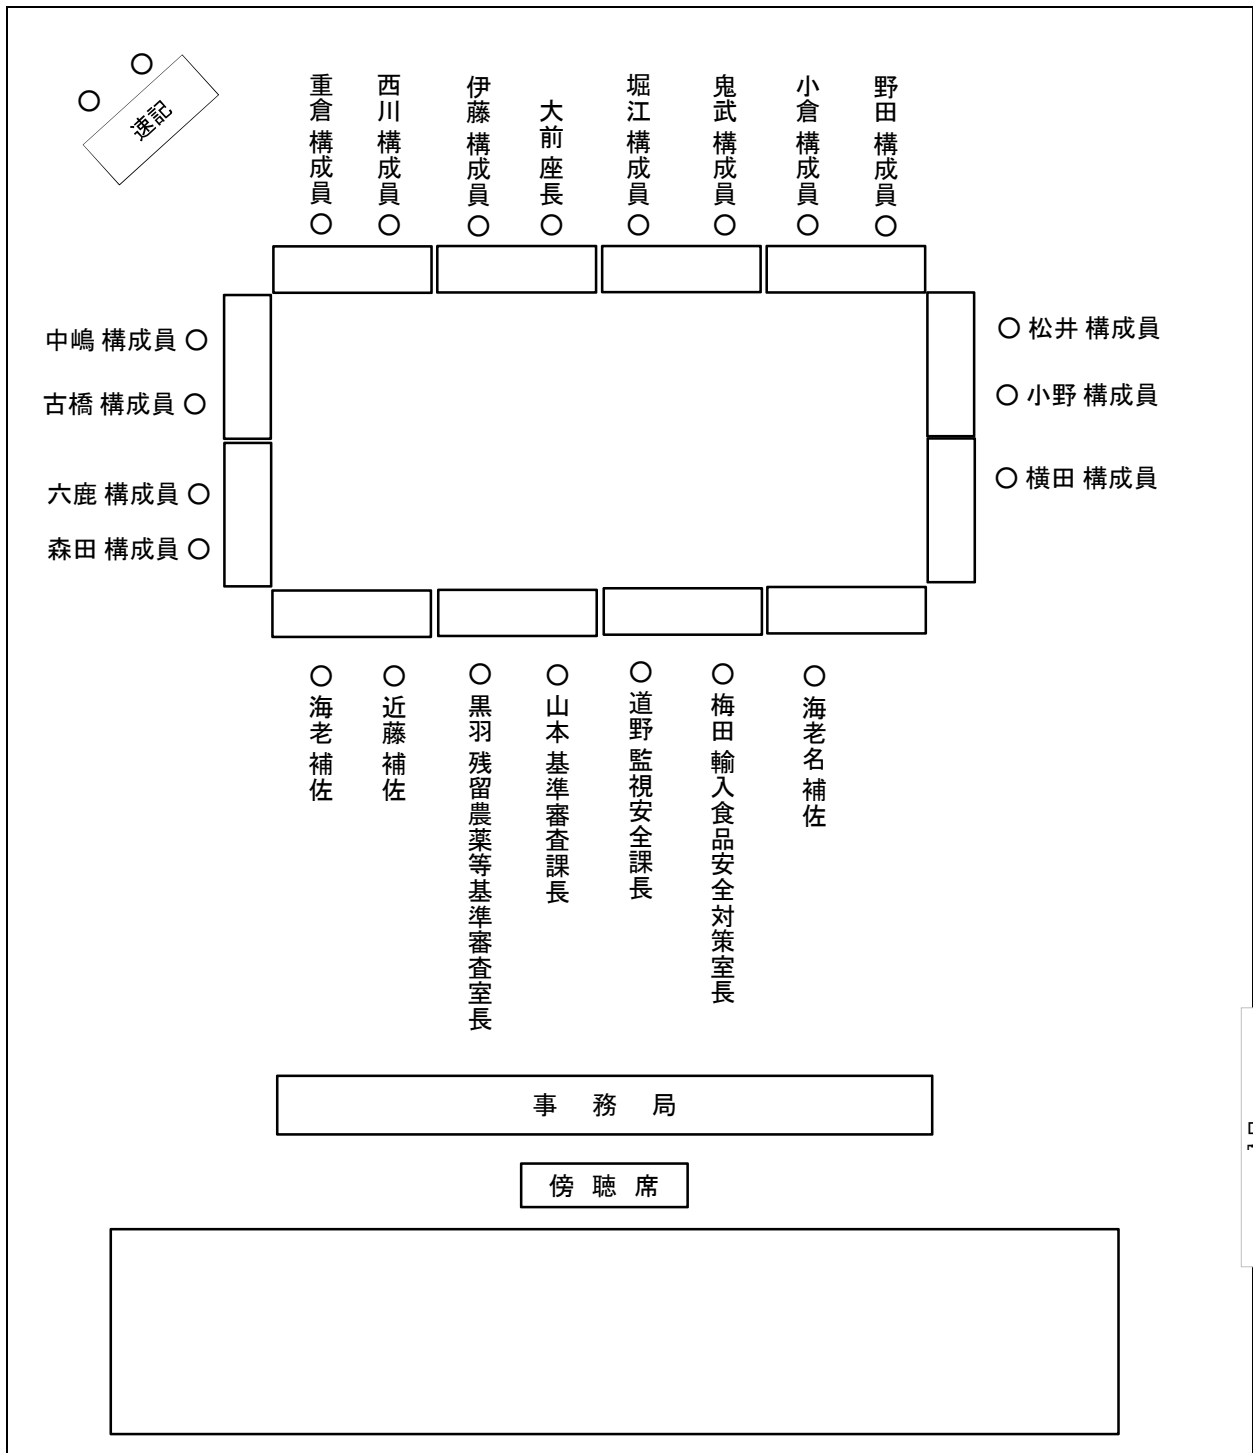 速記
重倉 構成員
西川 構成員
伊藤 構成員
大前 座長
堀江 構成員
鬼武 構成員
小倉 構成員
野田 構成員
中嶋 構成員
古橋 構成員
六鹿 構成員
森田 構成員
松井 構成員
小野 構成員
横田 構成員
海老 補佐
近藤 補佐
黒羽 残留農薬等基準審査室長
山本 基準審査課長
道野 監視安全課長
梅田 輸入食品安全対策室長
海老名 補佐
事 務 局
傍 聴 席